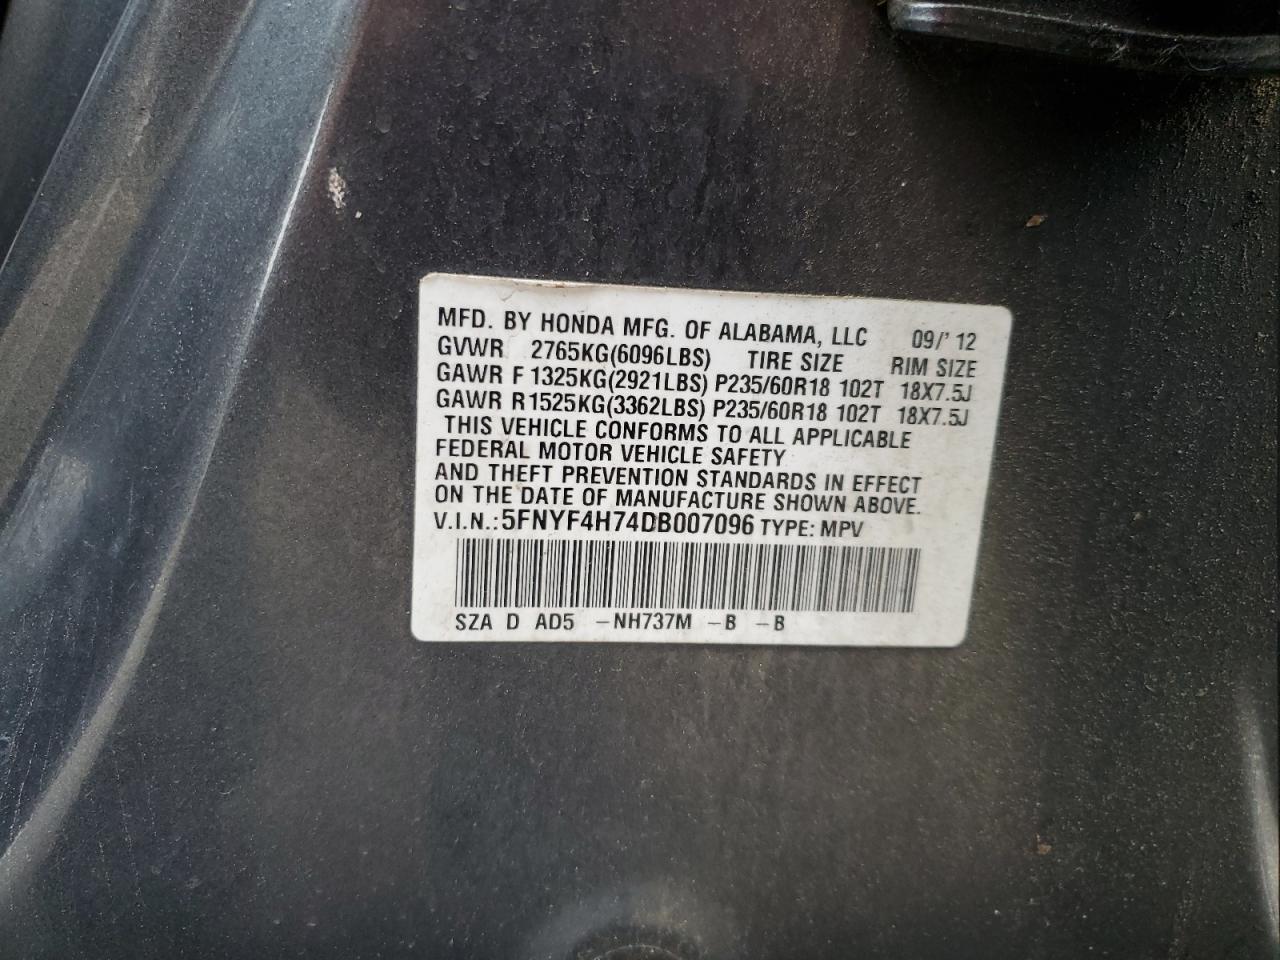 MFD. BY HONDA MFG. OF ALABAMA, LLC 09/'12
GVWR 2765KG(6096LBS) TIRE SIZE RIM SIZE
GAWR F 1325KG(2921LBS) P235/60R18 102T 18X7.5J
GAWR R1525KG(3362LBS) P235/60R18 102T 18X7.5J
THIS VEHICLE CONFORMS TO ALL APPLICABLE
FEDERAL MOTOR VEHICLE SAFETY
AND THEFT PREVENTION STANDARDS IN EFFECT
ON THE DATE OF MANUFACTURE SHOWN ABOVE.
V.I.N.:5FNYF4H74DB007096 TYPE: MPV
SZA D AD5 -NH737M -B -B